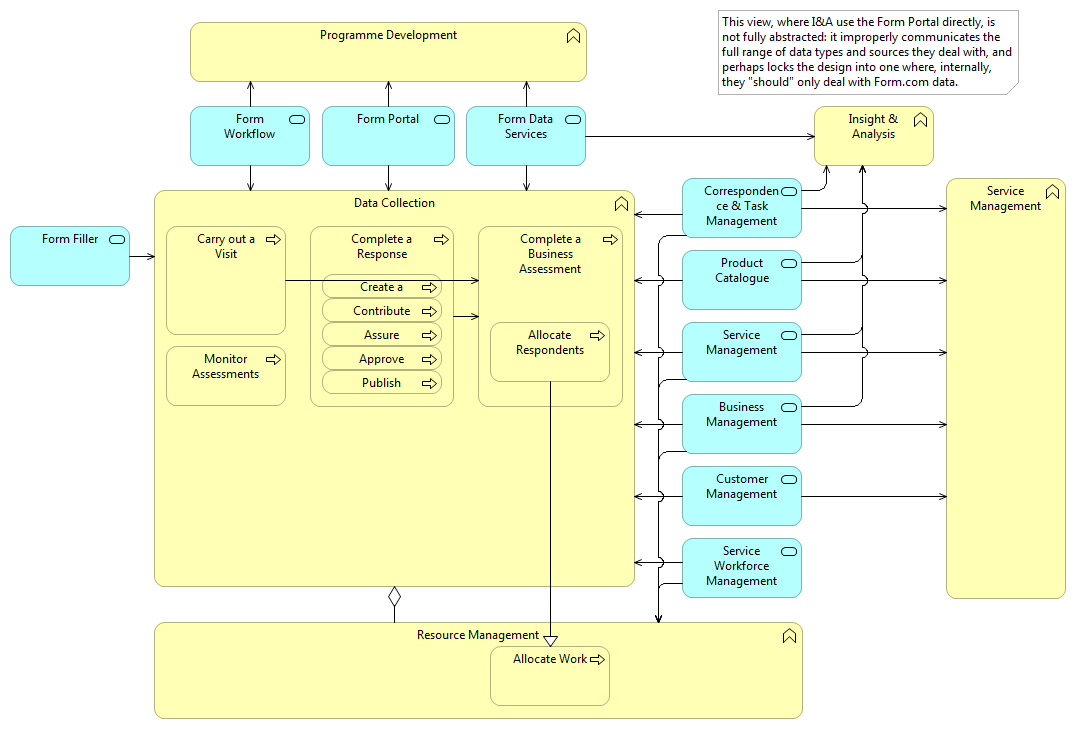 Programme Development
This view, where I&A use the Form Portal directly, is
not fully abstracted: it improperly communicates the
full range of data types and sources they deal with, and
perhaps locks the design into one where, internally,
they "should" only deal with Form.com data.
Form
Workflow
Form Portal
Form Data
Services
Insight &
Analysis
Data Collection
Corresponden
ce & Task
Management
Service
Management
Form Filler
Carry out a
Visit
Complete a
Response
Complete a
Business
Assessment
Product
Catalogue
Create a
Contribute
Assure
Approve
Publish
Allocate
Respondents
Service
Management
Monitor
Assessments
Business
Management
Customer
Management
Service
Workforce
Management
Resource Management
Allocate Work